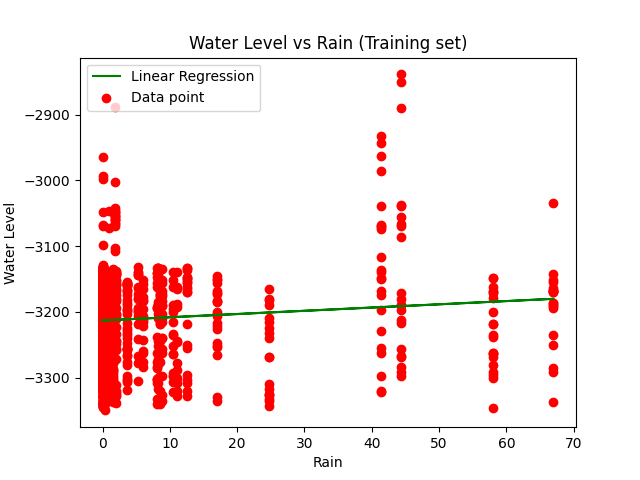 Water Level vs Rain (Training set)
Linear Regression
Data point
Water Level
−2900
−3000
−3100
−3200
−3300
0 10 20 30 40 50 60 70
Rain